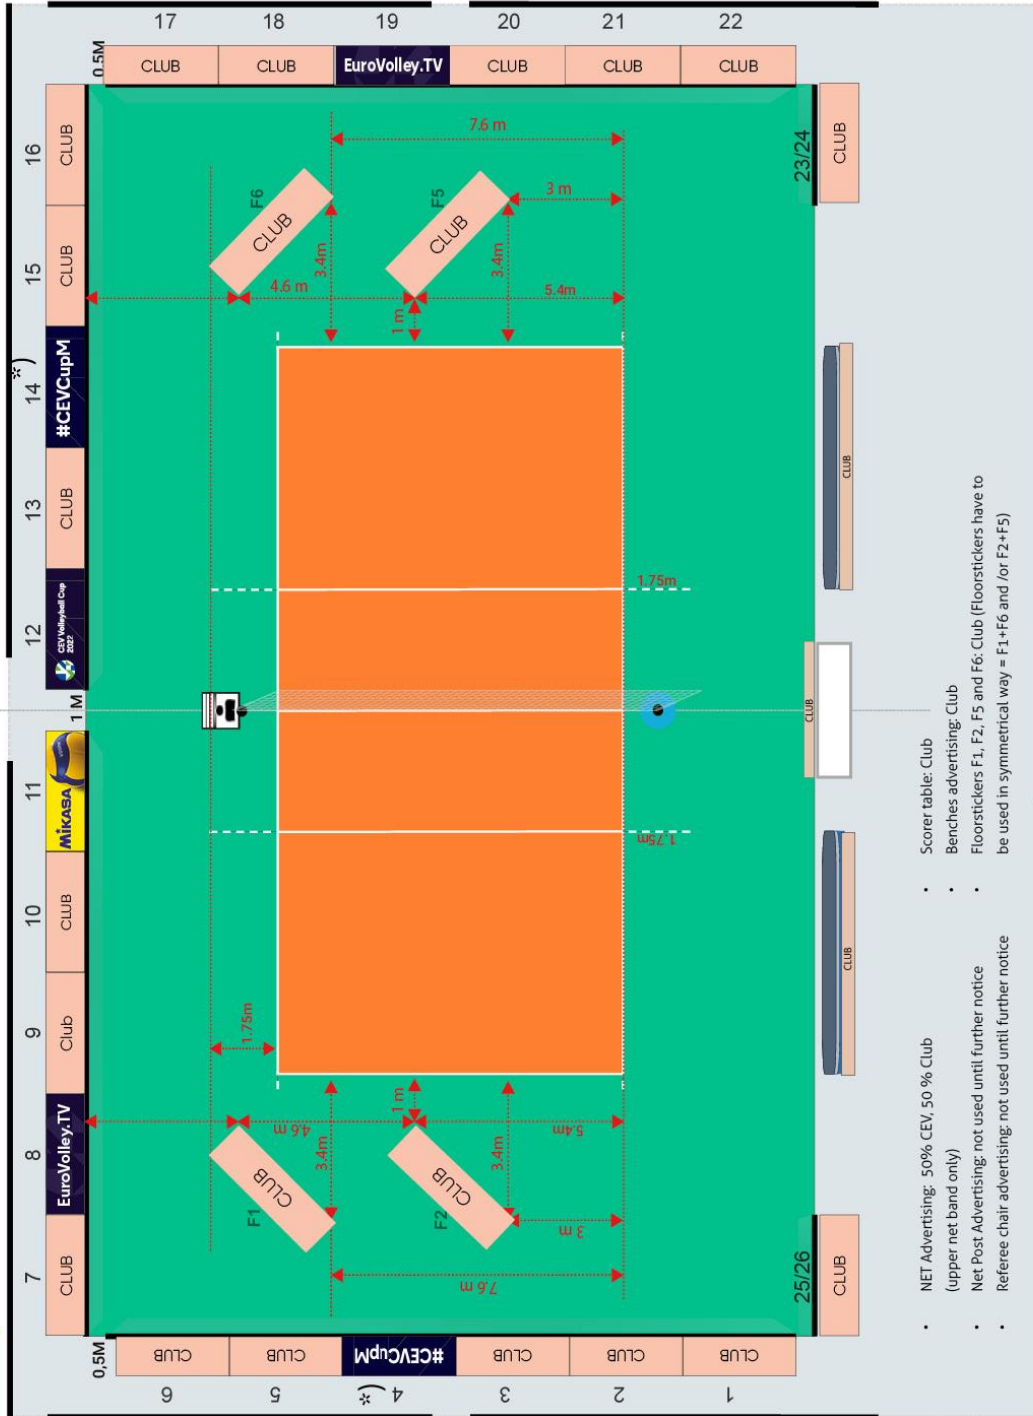 17
18
19
20
21
22
0.5M
CLUB
CLUB
EuroVolley.TV
CLUB
CLUB
CLUB
16
CLUB
15
CLUB
14
*)
#CEVCupM
13
CLUB
12
CEV Volleyball Cup
2022
1 M
11
MIKASA
10
CLUB
9
Club
8
EuroVolley.TV
7
CLUB
23/24
CLUB
7.6 m
F6
CLUB
F5
CLUB
3 m
3.4m
3.4m
4.6 m
5.4m
1 m
1.75m
CLUB
CLUB
1.75m
CLUB
1.75m
1 m
4.6 m
5.4m
3.4m
3.4m
F1
CLUB
F2
CLUB
3 m
7.6 m
25/26
CLUB
0,5M
CLUB
CLUB
#CEVCupM
CLUB
CLUB
CLUB
6
5
4
*)
3
2
1
• NET Advertising: 50% CEV, 50 % Club
(upper net band only)
• Net Post Advertising: not used until further notice
• Referee chair advertising: not used until further notice
• Scorer table: Club
• Benches advertising: Club
• Floorstickers F1, F2, F5 and F6: Club (Floorstickers have to
be used in symmetrical way = F1+F6 and /or F2+F5)